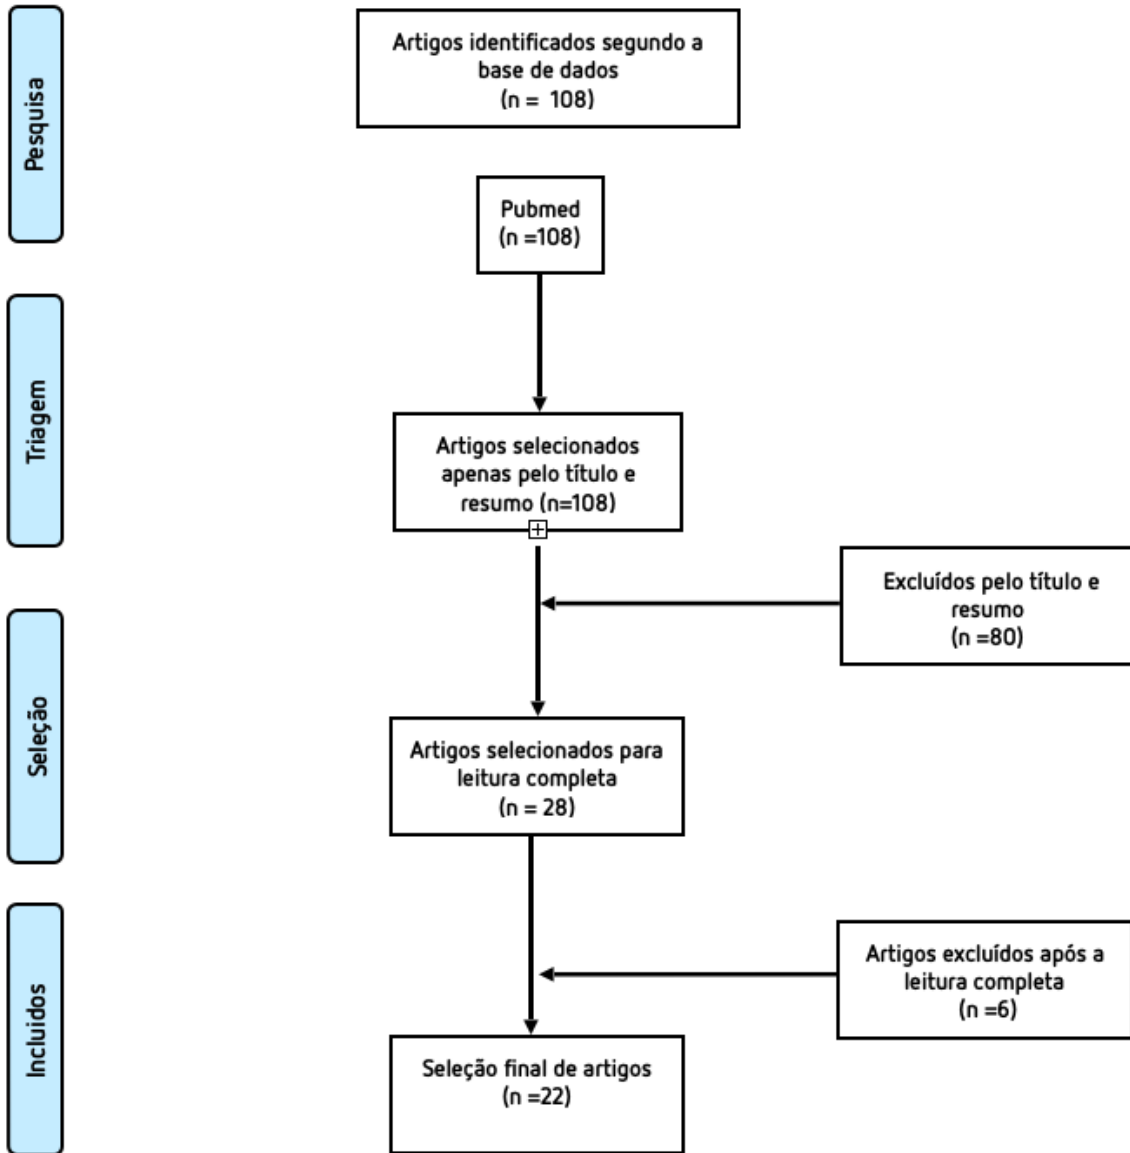 Pesquisa
Artigos identificados segundo a
base de dados
(n = 108)
Pubmed
(n =108)
Triagem
Artigos selecionados
apenas pelo título e
resumo (n=108)
Excluídos pelo título e
resumo
(n =80)
Seleção
Artigos selecionados para
leitura completa
(n = 28)
Incluidos
Artigos excluídos após a
leitura completa
(n =6)
Seleção final de artigos
(n =22)